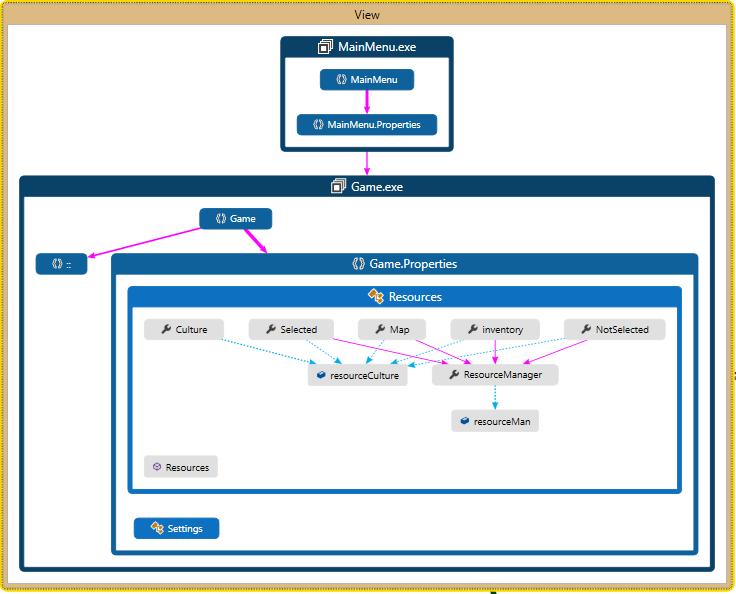 View
MainMenu.exe
MainMenu
MainMenu.Properties
Game.exe
Game
::
Game.Properties
Resources
Culture
Selected
Map
inventory
NotSelected
resourceCulture
ResourceManager
resourceMan
Resources
Settings